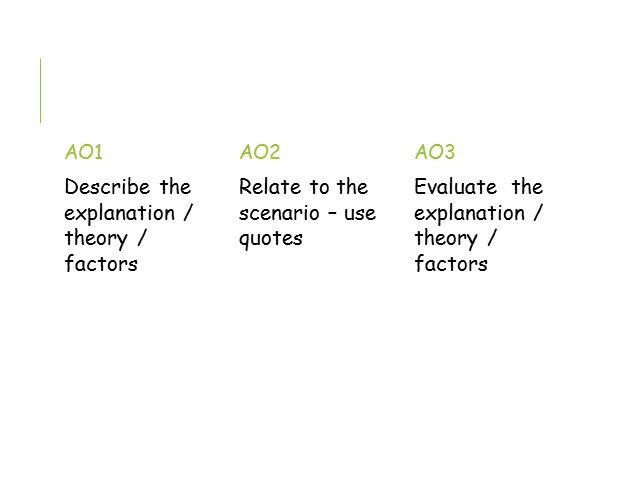 AO1
Describe the
explanation /
theory /
factors
AO2
Relate to the
scenario – use
quotes
AO3
Evaluate the
explanation /
theory /
factors